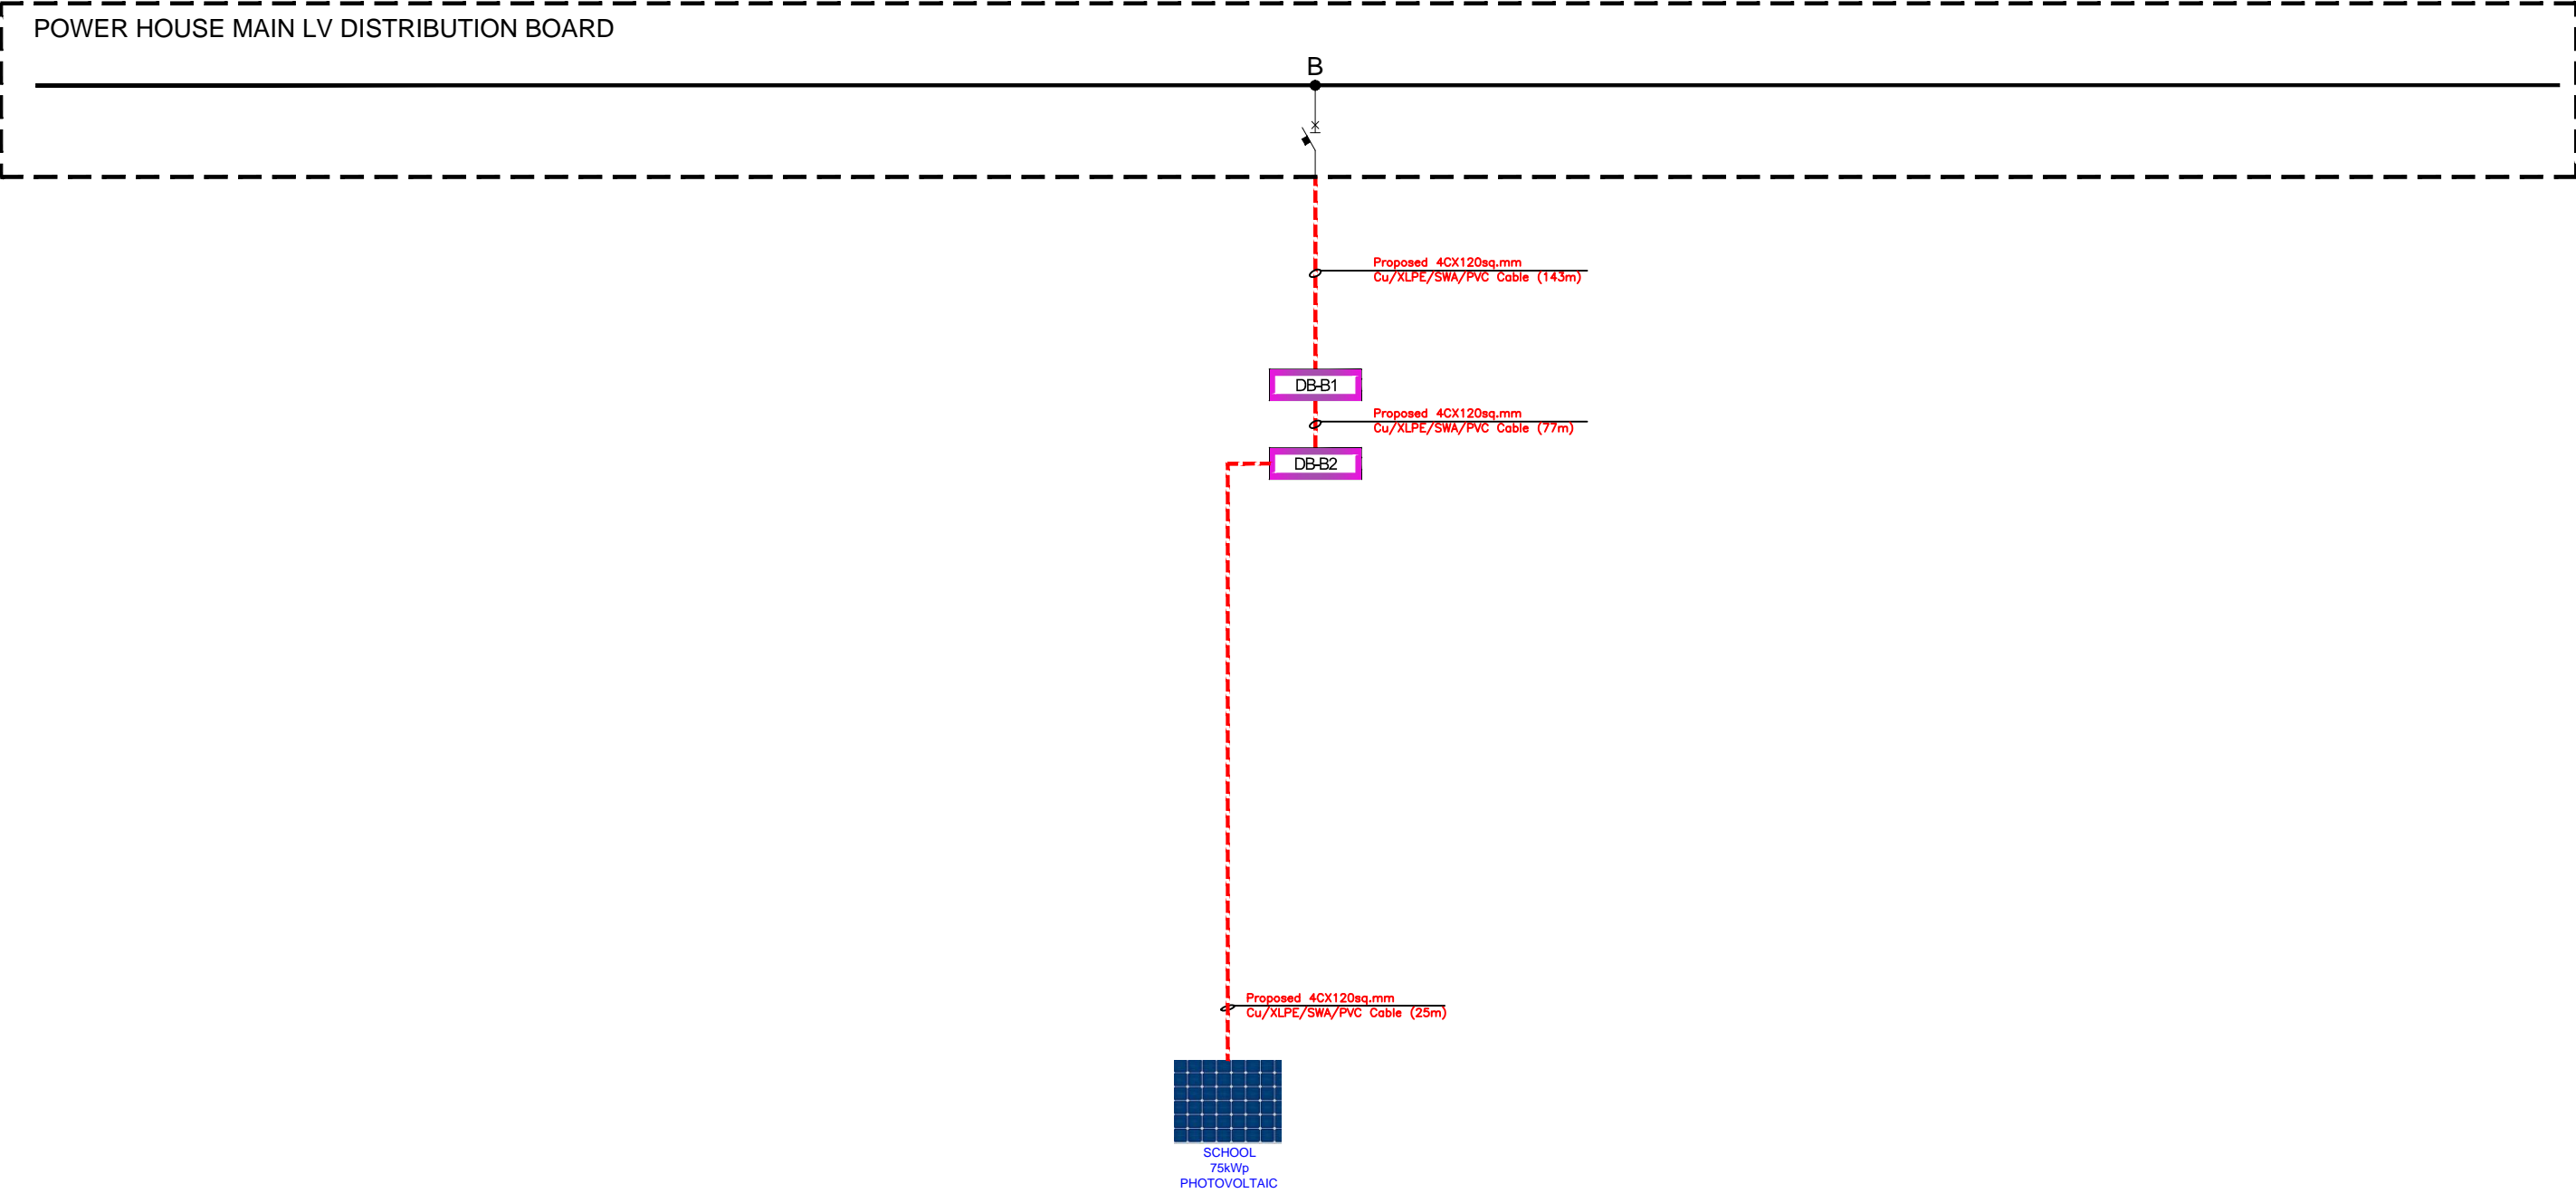 POWER HOUSE MAIN LV DISTRIBUTION BOARD
B
Proposed 4CX120sq.mm
Cu/XLPE/SWA/PVC Cable (143m)
DB-B1
Proposed 4CX120sq.mm
Cu/XLPE/SWA/PVC Cable (77m)
DB-B2
Proposed 4CX120sq.mm
Cu/XLPE/SWA/PVC Cable (25m)
SCHOOL
75kWp
PHOTOVOLTAIC